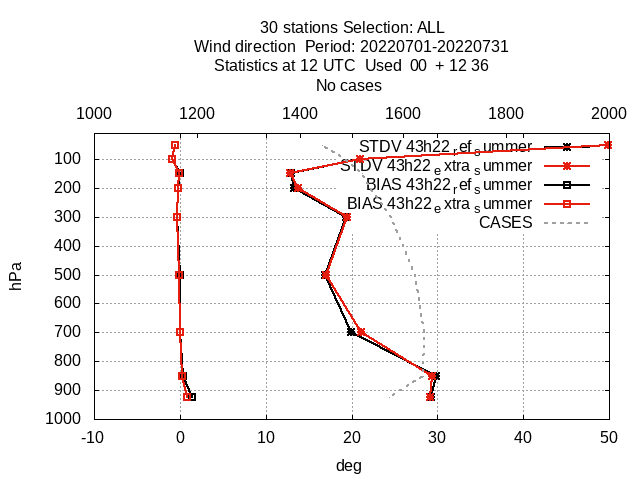 30 stations Selection: ALL
Wind direction  Period: 20220701-20220731
Statistics at 12 UTC  Used  00  + 12 36
No cases
1000 1200 1400 1600 1800 2000
STDV 43h22_ref_summer
STDV 43h22_extra_summer
BIAS 43h22_ref_summer
BIAS 43h22_extra_summer
CASES
100
200
300
400
500
600
700
800
900
1000
hPa
-10 0 10 20 30 40 50
deg